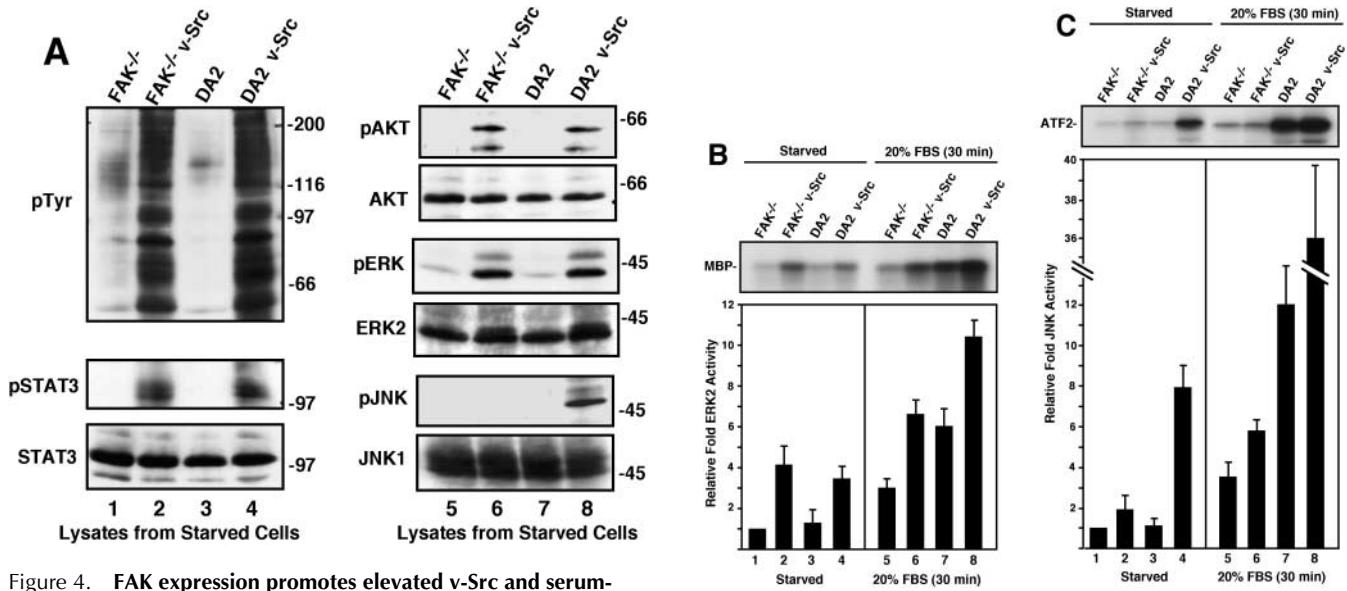 A
FAK-/-
FAK-/- v-Src
DA2
DA2 v-Src
pTyr
-200
-116
-97
-66
pSTAT3
-97
STAT3
-97
1 2 3 4
Lysates from Starved Cells
FAK-/-
FAK-/- v-Src
DA2
DA2 v-Src
pAKT
-66
AKT
-66
pERK
-45
ERK2
-45
pJNK
-45
JNK1
-45
5 6 7 8
Lysates from Starved Cells
B
Starved 20% FBS (30 min)
FAK-/-
FAK-/- v-Src
DA2
DA2 v-Src
FAK-/-
FAK-/- v-Src
DA2
DA2 v-Src
MBP-
Relative Fold ERK2 Activity
12
10
8
6
4
2
1 2 3 4 5 6 7 8
Starved 20% FBS (30 min)
C
Starved 20% FBS (30 min)
FAK-/-
FAK-/- v-Src
DA2
DA2 v-Src
FAK-/-
FAK-/- v-Src
DA2
DA2 v-Src
ATF2-
Relative Fold JNK Activity
40
38
36
12
10
8
6
4
2
1 2 3 4 5 6 7 8
Starved 20% FBS (30 min)
Figure 4. FAK expression promotes elevated v-Src and serum-